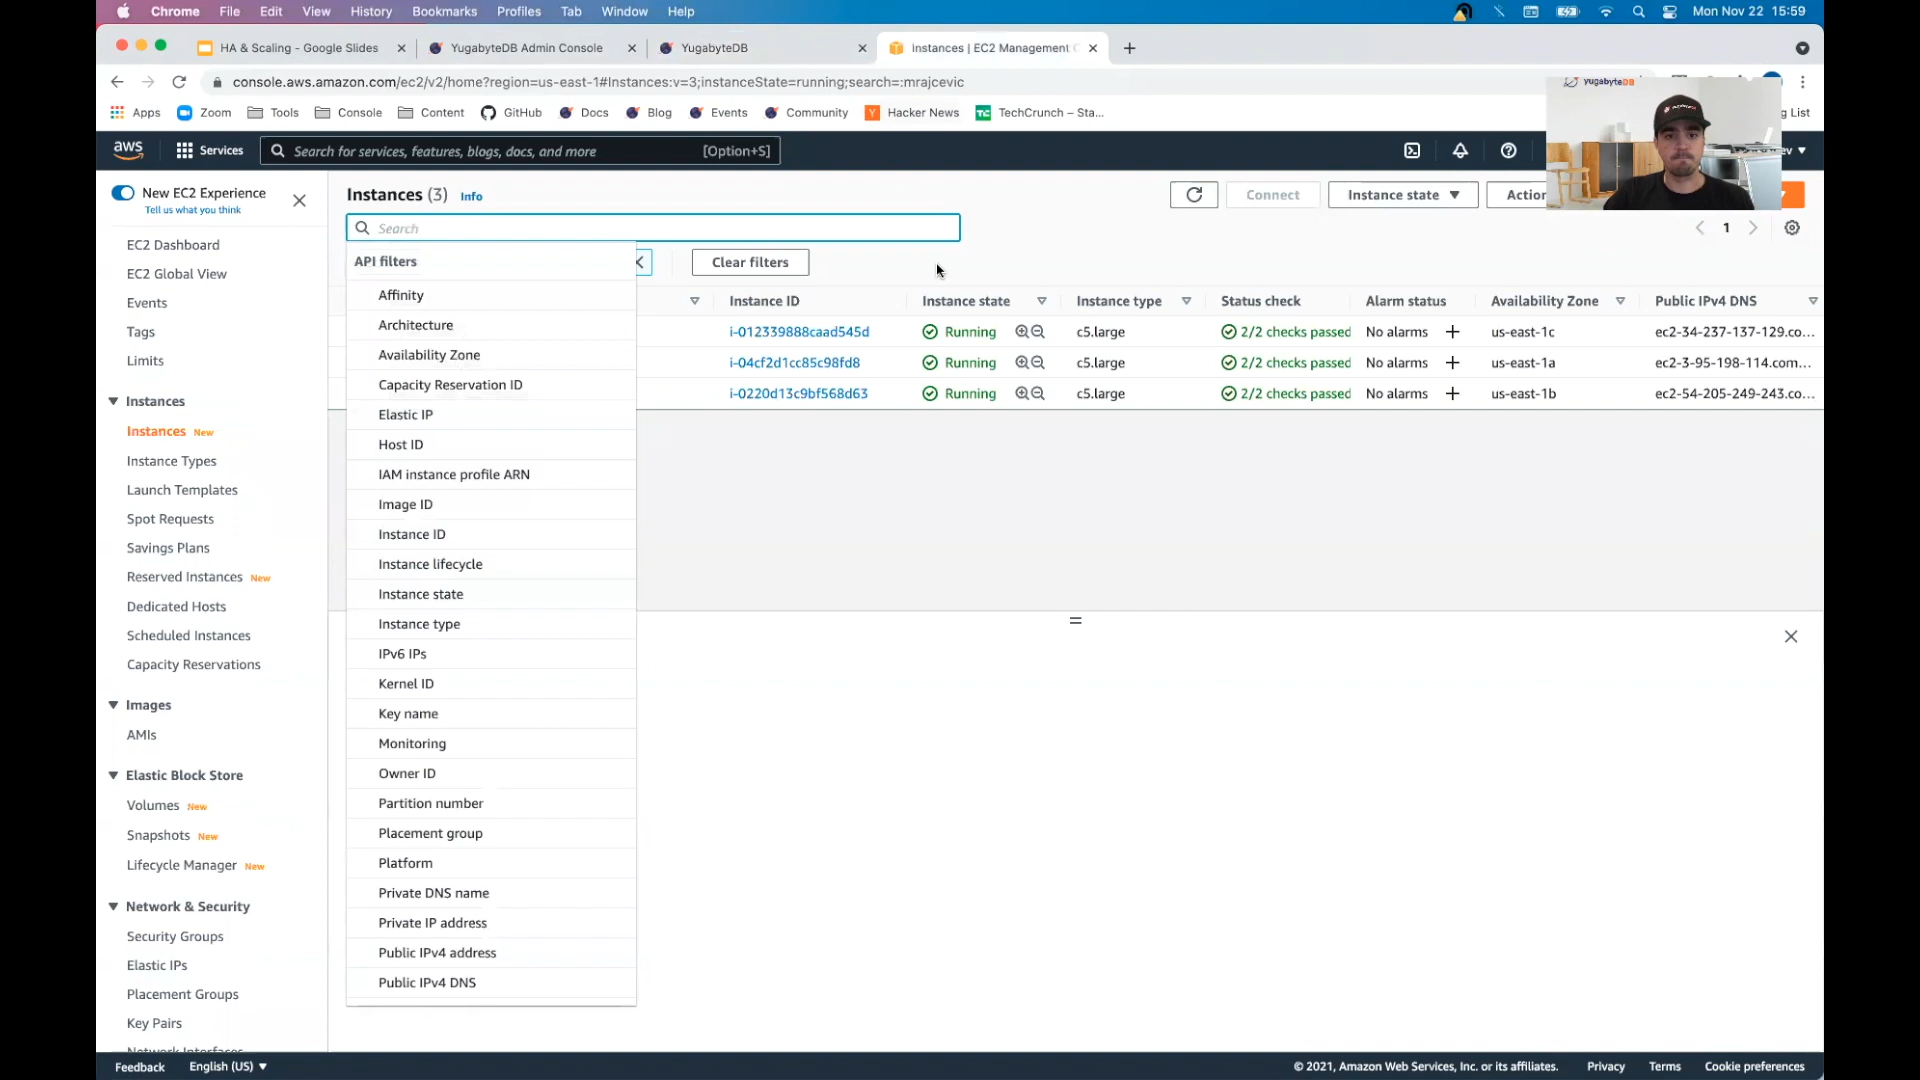 Chrome File Edit View History Bookmarks Profiles Tab Window Help Mon Nov 22 15:59
HA & Scaling - Google Slides YugabyteDB Admin Console YugabyteDB Instances | EC2 Management
console.aws.amazon.com/ec2/v2/home?region=us-east-1#Instances:v=3;instanceState=running;search=:mrajcevic
yugabyteDB
Apps Zoom Tools Console Content GitHub Docs Blog Events Community Hacker News TechCrunch – Sta... List
aws Services Search for services, features, blogs, docs, and more [Option+S]
New EC2 Experience
Tell us what you think
EC2 Dashboard
EC2 Global View
Events
Tags
Limits
Instances
Instances New
Instance Types
Launch Templates
Spot Requests
Savings Plans
Reserved Instances New
Dedicated Hosts
Scheduled Instances
Capacity Reservations
Images
AMIs
Elastic Block Store
Volumes New
Snapshots New
Lifecycle Manager New
Network & Security
Security Groups
Elastic IPs
Placement Groups
Key Pairs
Network Interfaces
Instances (3) Info
Connect Instance state
Search
1
Clear filters
API filters
Affinity
Architecture
Availability Zone
Capacity Reservation ID
Elastic IP
Host ID
IAM instance profile ARN
Image ID
Instance ID
Instance lifecycle
Instance state
Instance type
IPv6 IPs
Kernel ID
Key name
Monitoring
Owner ID
Partition number
Placement group
Platform
Private DNS name
Private IP address
Public IPv4 address
Public IPv4 DNS
Instance ID Instance state Instance type Status check Alarm status Availability Zone Public IPv4 DNS
i-012339888caad545d Running c5.large 2/2 checks passed No alarms + us-east-1c ec2-34-237-137-129.co...
i-04cf2d1cc85c98fd8 Running c5.large 2/2 checks passed No alarms + us-east-1a ec2-3-95-198-114.com...
i-0220d13c9bf568d63 Running c5.large 2/2 checks passed No alarms + us-east-1b ec2-54-205-249-243.co...
Feedback English (US) © 2021, Amazon Web Services, Inc. or its affiliates. Privacy Terms Cookie preferences